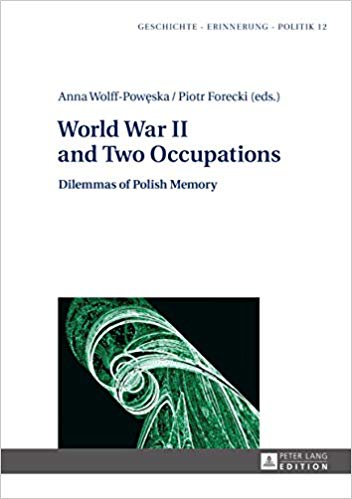 GESCHICHTE - ERINNERUNG - POLITIK 12
Anna Wolff-Powęska / Piotr Forecki (eds.)
World War II
and Two Occupations
Dilemmas of Polish Memory
PETER LANG
EDITION